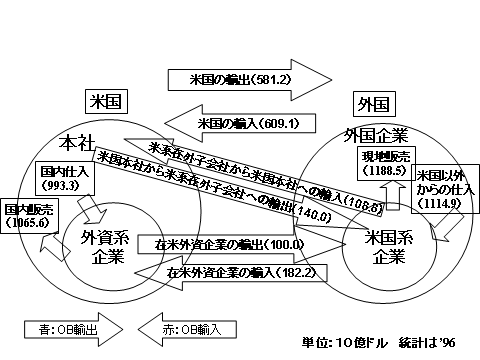 米国の輸出(581.2)
米国
外国
米国の輸入(609.1)
本社
外国企業
国内仕入
(993.3)
米系在外子会社から米国本社への輸入(106.6)
現地販売
(1188.5)
米国以外
からの仕入
(1114.9)
米国本社から米系在外子会社への輸出(140.0)
国内販売
(1065.6)
外資系
企業
在米外資企業の輸出(100.0)
米国系
企業
在米外資企業の輸入(182.2)
青:OB輸出
赤:OB輸入
単位:10億ドル 統計は'96